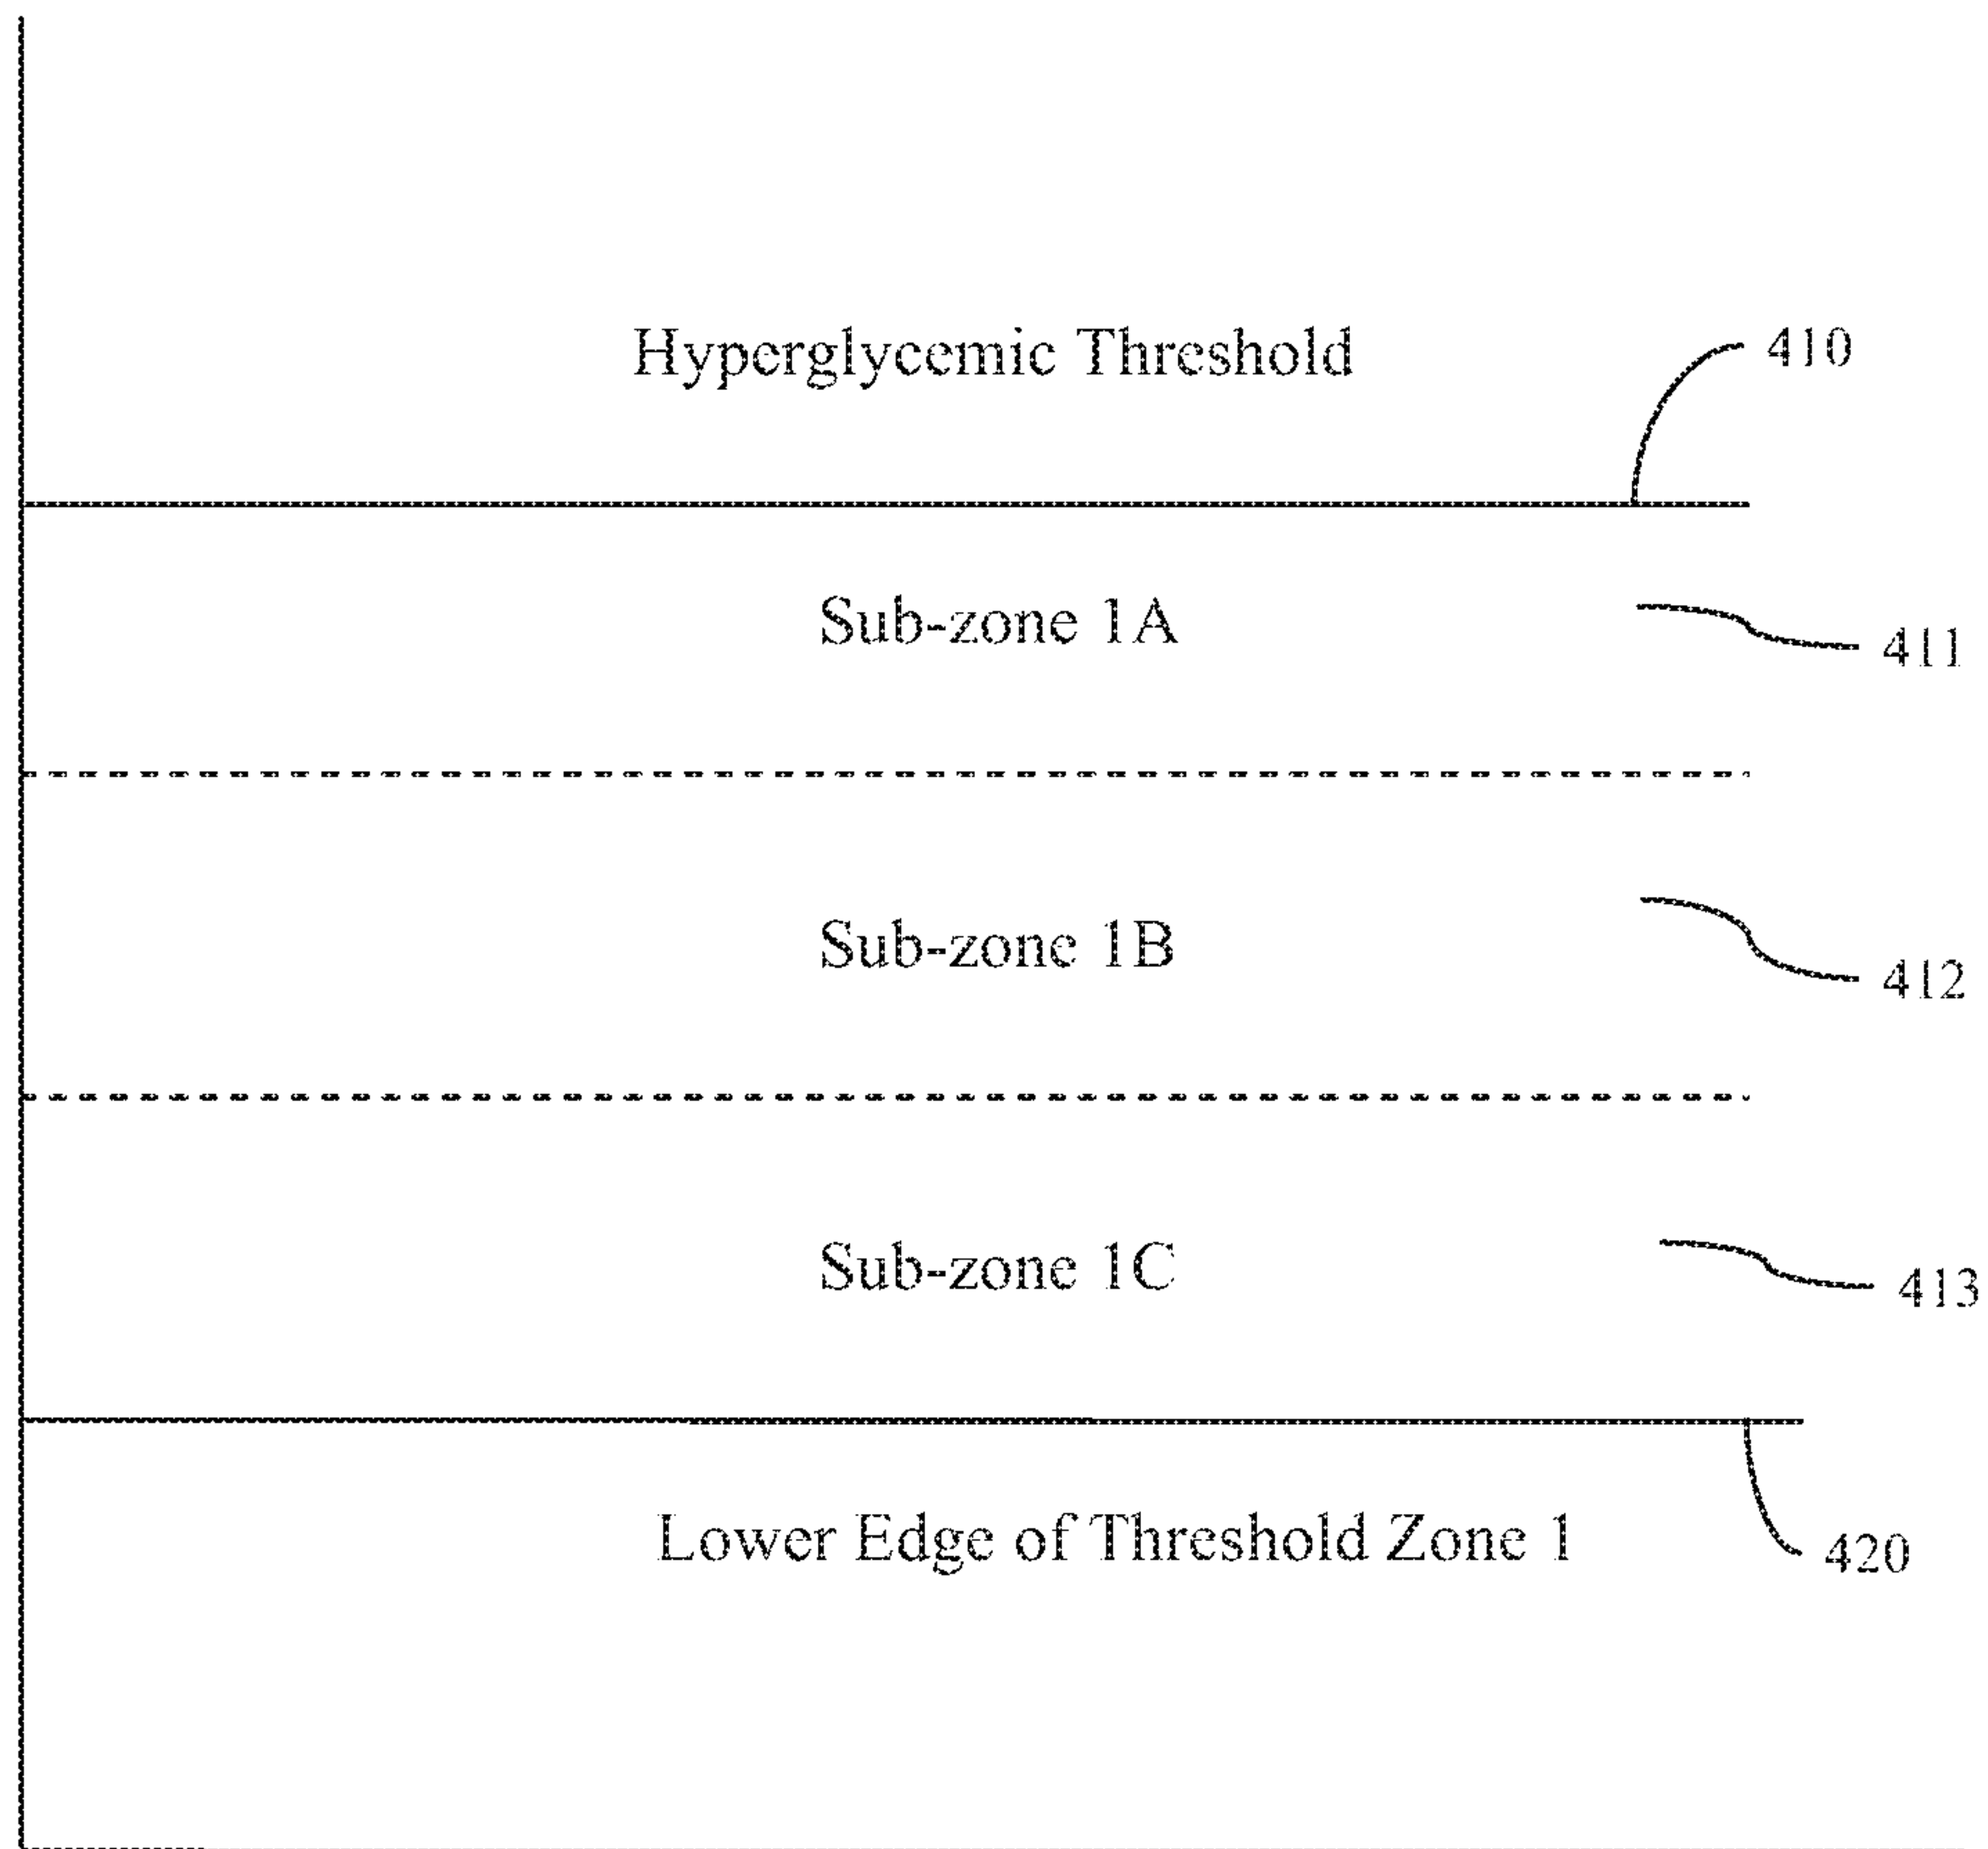 Hyperglycemic Threshold
410
Sub-zone 1A
411
Sub-zone 1B
412
Sub-zone 1C
413
Lower Edge of Threshold Zone 1
420